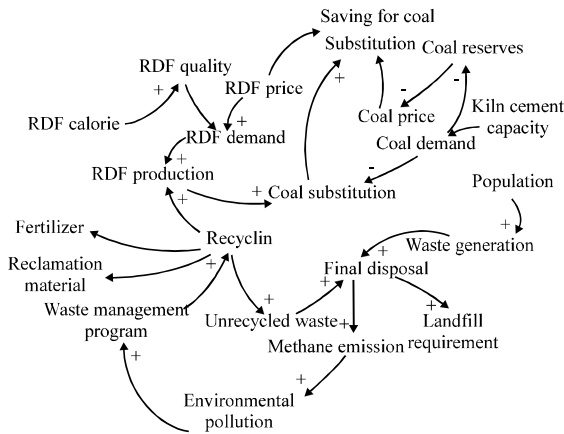 Saving for coal
Substitution
Coal reserves
RDF quality
RDF price
+
+
-
-
Coal price
Kiln cement
capacity
RDF calorie
+
RDF demand
Coal demand
+
RDF production
-
+
Coal substitution
Population
+
Fertilizer
Recyclin
+
Waste generation
+
Reclamation
material
+
Final disposal
Waste management
program
+
+
+
Unrecycled waste
+
Landfill
requirement
Methane emission
+
+
Environmental
pollution